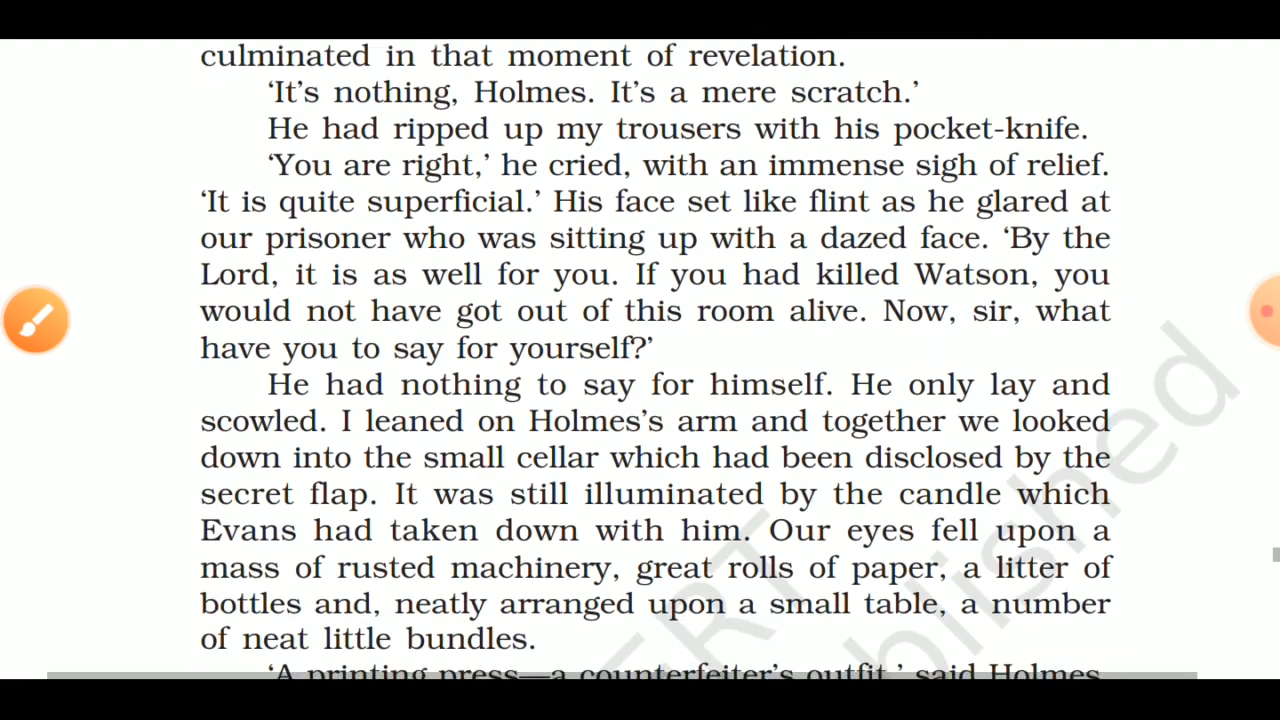 culminated in that moment of revelation.
‘It’s nothing, Holmes. It’s a mere scratch.’
He had ripped up my trousers with his pocket-knife.
‘You are right,’ he cried, with an immense sigh of relief.
‘It is quite superficial.’ His face set like flint as he glared at
our prisoner who was sitting up with a dazed face. ‘By the
Lord, it is as well for you. If you had killed Watson, you
would not have got out of this room alive. Now, sir, what
have you to say for yourself?’
He had nothing to say for himself. He only lay and
scowled. I leaned on Holmes’s arm and together we looked
down into the small cellar which had been disclosed by the
secret flap. It was still illuminated by the candle which
Evans had taken down with him. Our eyes fell upon a
mass of rusted machinery, great rolls of paper, a litter of
bottles and, neatly arranged upon a small table, a number
of neat little bundles.
‘A printing press—a counterfeiter’s outfit,’ said Holmes.